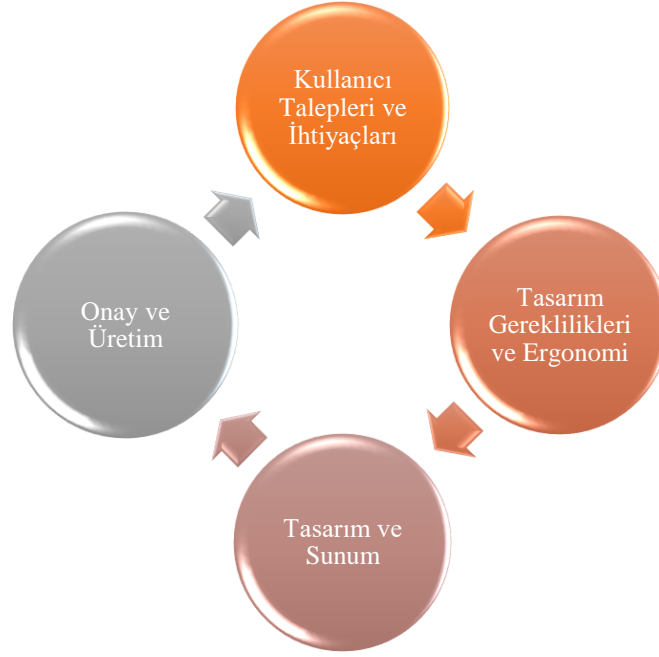 Kullanıcı
Talepleri ve
İhtiyaçları
Tasarım
Gereklilikleri
ve Ergonomi
Tasarım ve
Sunum
Onay ve
Üretim